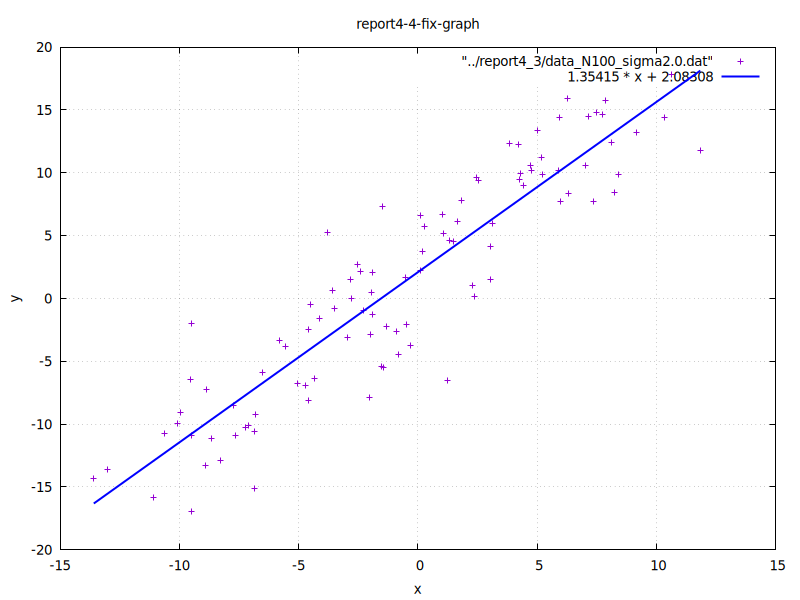 report4-4-fix-graph
"../report4_3/data_N100_sigma2.0.dat"
1.35415 * x + 2.08308
20
15
10
5
0
-5
-10
-15
-20
y
-15 -10 -5 0 5 10 15
x